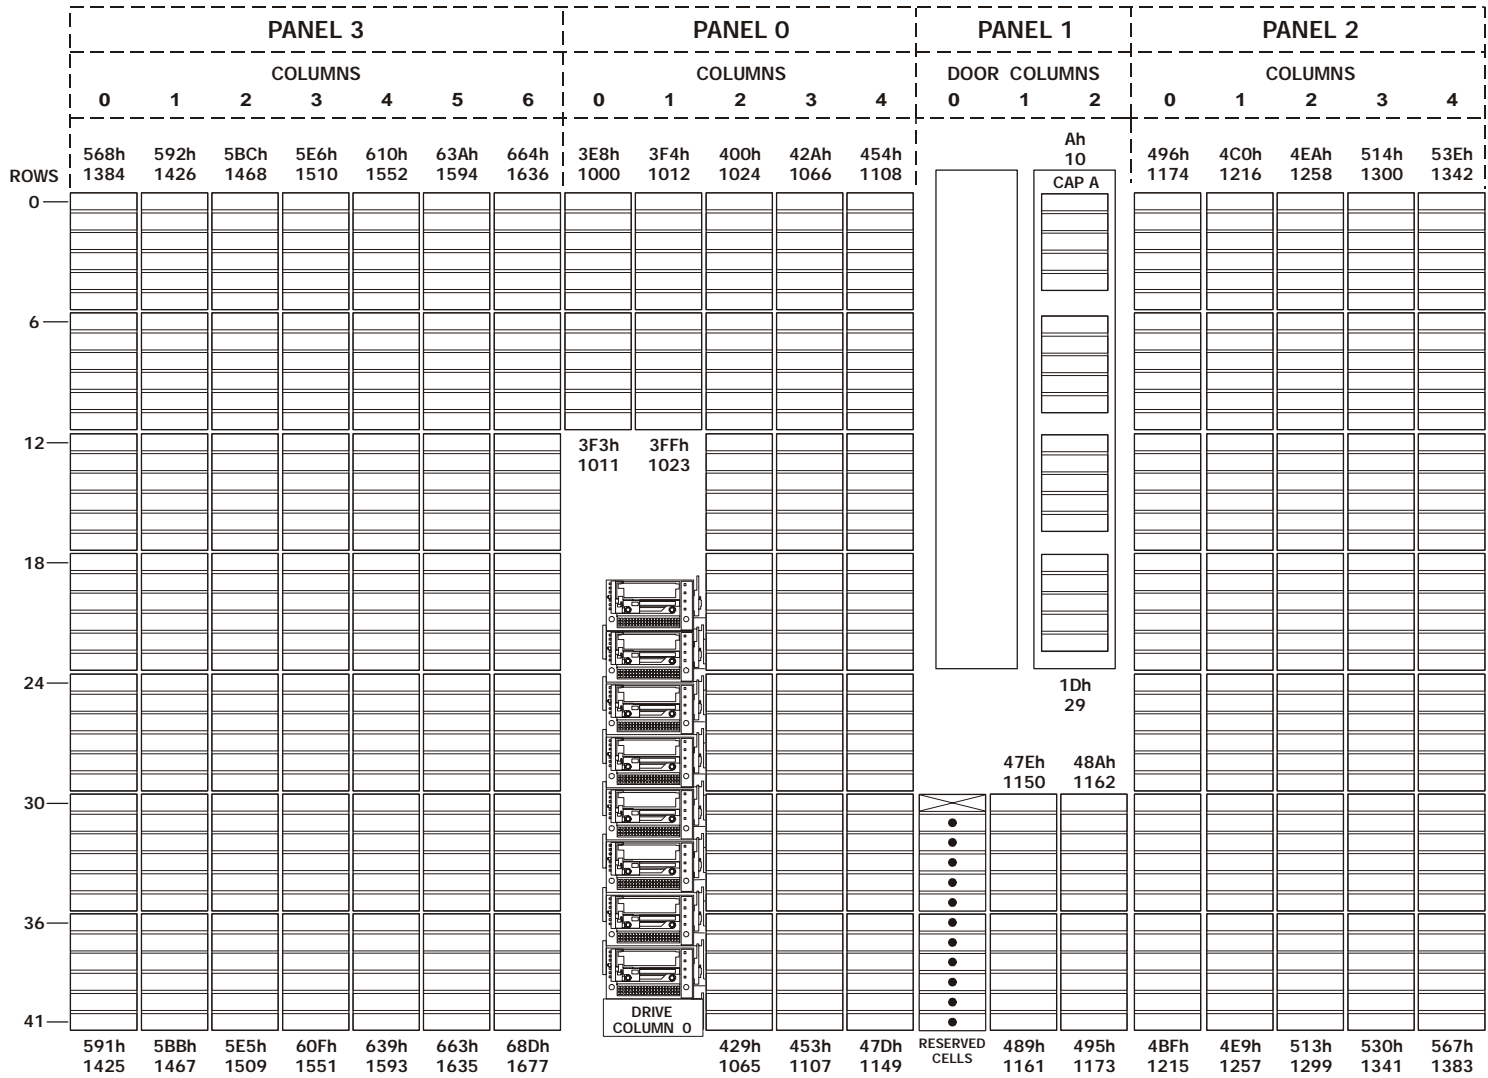 PANEL 3 PANEL 0 PANEL 1 PANEL 2
COLUMNS COLUMNS DOOR COLUMNS COLUMNS
0 1 2 3 4 5 6 0 1 2 3 4 0 1 2 0 1 2 3 4
Ah
10
568h 592h 5BCh 5E6h 610h 63Ah 664h 3E8h 3F4h 400h 42Ah 454h 496h 4C0h 4EAh 514h 53Eh
ROWS 1384 1426 1468 1510 1552 1594 1636 1000 1012 1024 1066 1108 1174 1216 1258 1300 1342
CAP A
0
6
12
3F3h 3FFh
1011 1023
18
24
1Dh
29
47Eh 48Ah
1150 1162
30
36
DRIVE
COLUMN 0
41
591h 5BBh 5E5h 60Fh 639h 663h 68Dh 429h 453h 47Dh RESERVED 489h 495h 4BFh 4E9h 513h 530h 567h
1425 1467 1509 1551 1593 1635 1677 1065 1107 1149 CELLS 1161 1173 1215 1257 1299 1341 1383